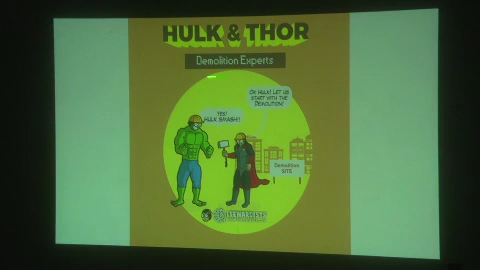 HULK & THOR
Demolition Experts
OK HULK! LET US
START WITH THE
DEMOLITION!
YES!
HULK SMASH!!
Demolition
SITE